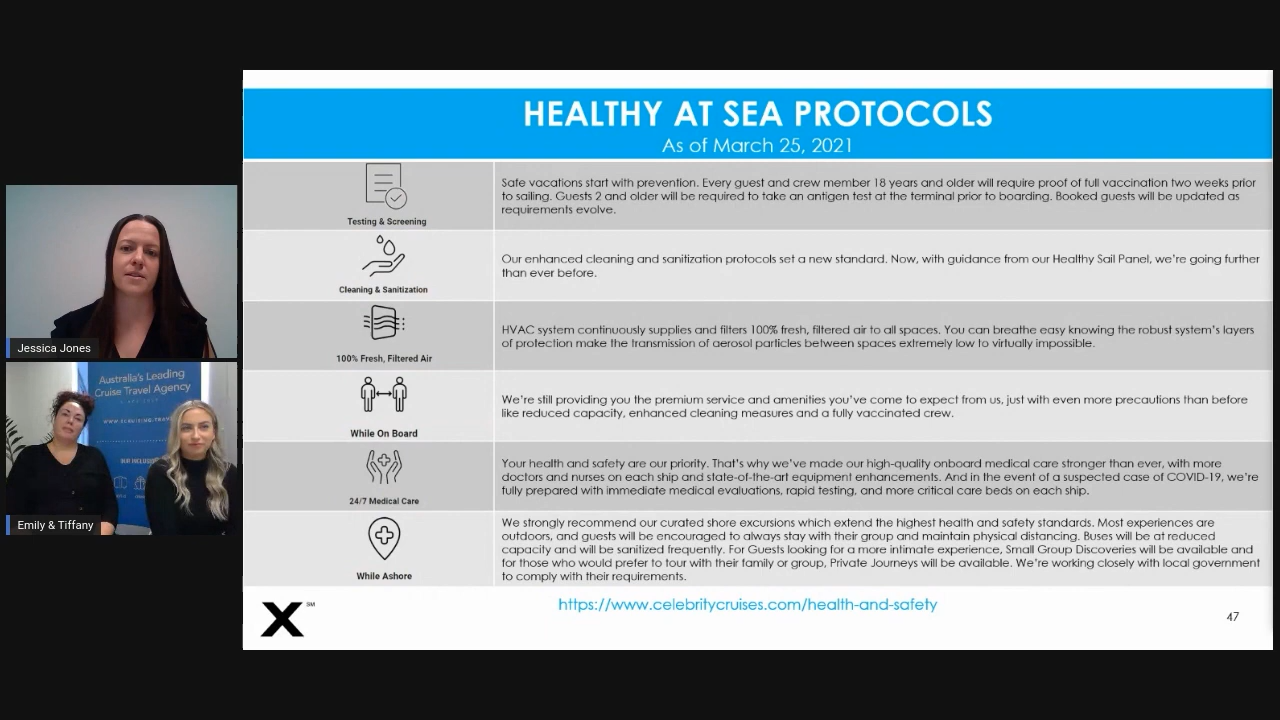 HEALTHY AT SEA PROTOCOLS
As of March 25, 2021
Testing & Screening
Safe vacations start with prevention. Every guest and crew member 18 years and older will require proof of full vaccination two weeks prior
to sailing. Guests 2 and older will be required to take an antigen test at the terminal prior to boarding. Booked guests will be updated as
requirements evolve.
Cleaning & Sanitization
Our enhanced cleaning and sanitization protocols set a new standard. Now, with guidance from our Healthy Sail Panel, we're going further
than ever before.
100% Fresh, Filtered Air
HVAC system continuously supplies and filters 100% fresh, filtered air to all spaces. You can breathe easy knowing the robust system's layers
of protection make the transmission of aerosol particles between spaces extremely low to virtually impossible.
While On Board
We're still providing you the premium service and amenities you've come to expect from us, just with even more precautions than before
like reduced capacity, enhanced cleaning measures and a fully vaccinated crew.
24/7 Medical Care
Your health and safety are our priority. That's why we've made our high-quality onboard medical care stronger than ever, with more
doctors and nurses on each ship and state-of-the-art equipment enhancements. And in the event of a suspected case of COVID-19, we're
fully prepared with immediate medical evaluations, rapid testing, and more critical care beds on each ship.
While Ashore
We strongly recommend our curated shore excursions which extend the highest health and safety standards. Most experiences are
outdoors, and guests will be encouraged to always stay with their group and maintain physical distancing. Buses will be at reduced
capacity and will be sanitized frequently. For Guests looking for a more intimate experience, Small Group Discoveries will be available and
for those who would prefer to tour with their family or group, Private Journeys will be available. We're working closely with local government
to comply with their requirements.
X SM
https://www.celebritycruises.com/health-and-safety
47
Jessica Jones
Australia's Leading
Cruise Travel Agency
Emily & Tiffany